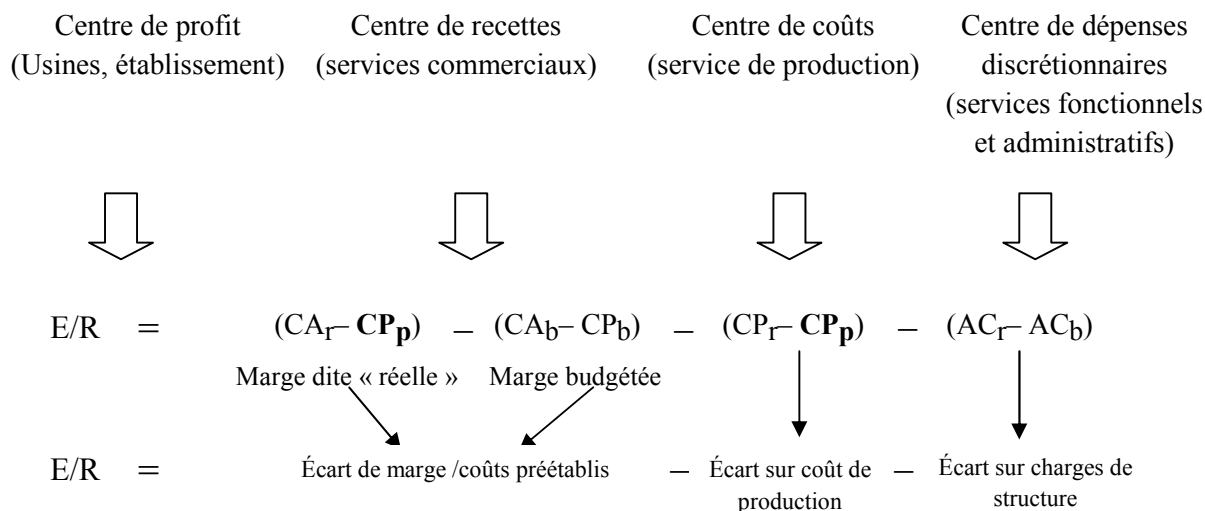 Centre de profit
(Usines, établissement)
Centre de recettes
(services commerciaux)
Centre de coûts
(service de production)
Centre de dépenses
discrétionnaires
(services fonctionnels
et administratifs)
E/R = (CAr– CPp) – (CAb– CPb) – (CPr– CPp) – (ACr– ACb)
Marge dite « réelle » Marge budgétée
E/R = Écart de marge /coûts préétablis – Écart sur coût de
production
– Écart sur charges de
structure